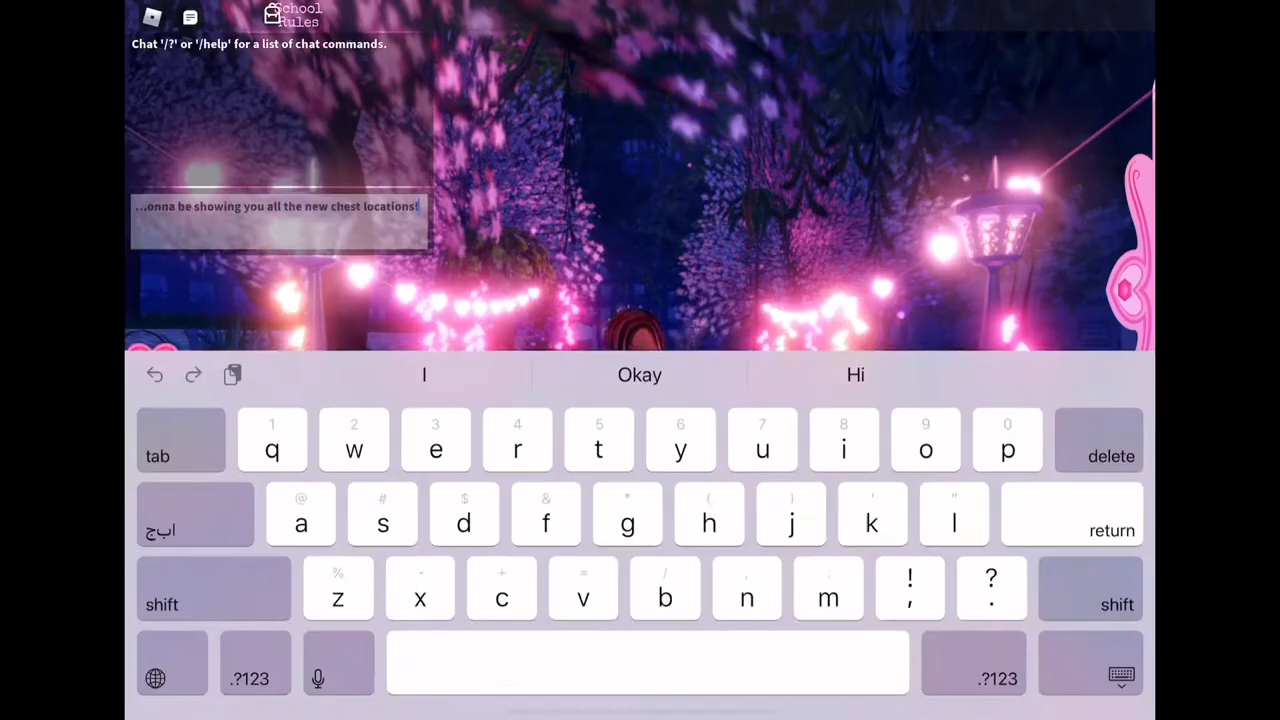 School
Rules
Chat '/?' or '/help' for a list of chat commands.
...onna be showing you all the new chest locations!
I Okay Hi
1 2 3 4 5 6 7 8 9 0
tab q w e r t y u i o p delete
@ # $ & * ( ) ' "
ابج a s d f g h j k l return
% - + = / , ; ! ?
shift z x c v b n m , . shift
.?123 .?123